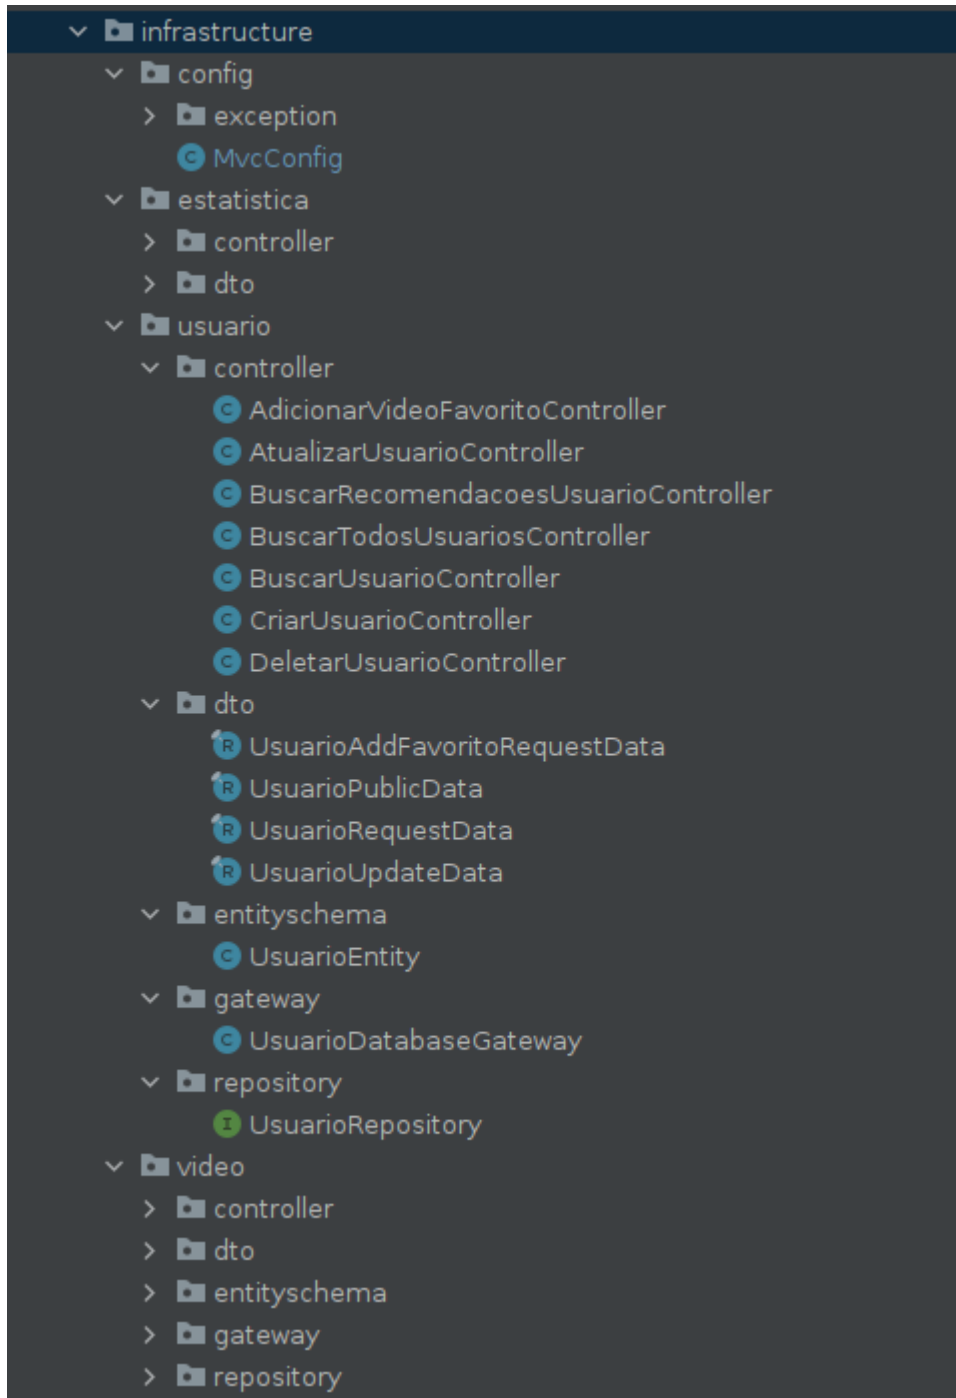 infrastructure
config
exception
MvcConfig
estatistica
controller
dto
usuario
controller
AdicionarVideoFavoritoController
AtualizarUsuarioController
BuscarRecomendacoesUsuarioController
BuscarTodosUsuariosController
BuscarUsuarioController
CriarUsuarioController
DeletarUsuarioController
dto
UsuarioAddFavoritoRequestData
UsuarioPublicData
UsuarioRequestData
UsuarioUpdateData
entityschema
UsuarioEntity
gateway
UsuarioDatabaseGateway
repository
UsuarioRepository
video
controller
dto
entityschema
gateway
repository